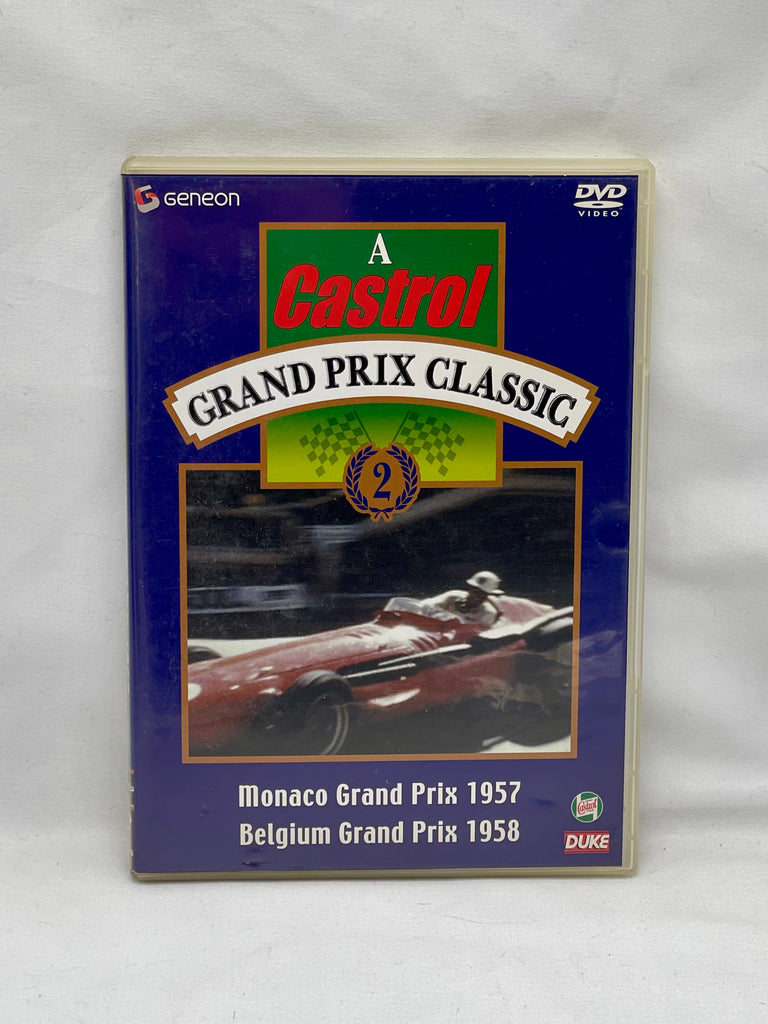 GENEON
DVD
VIDEO
A
Castrol
GRAND PRIX CLASSIC
2
Monaco Grand Prix 1957
Belgium Grand Prix 1958
Castrol
DUKE